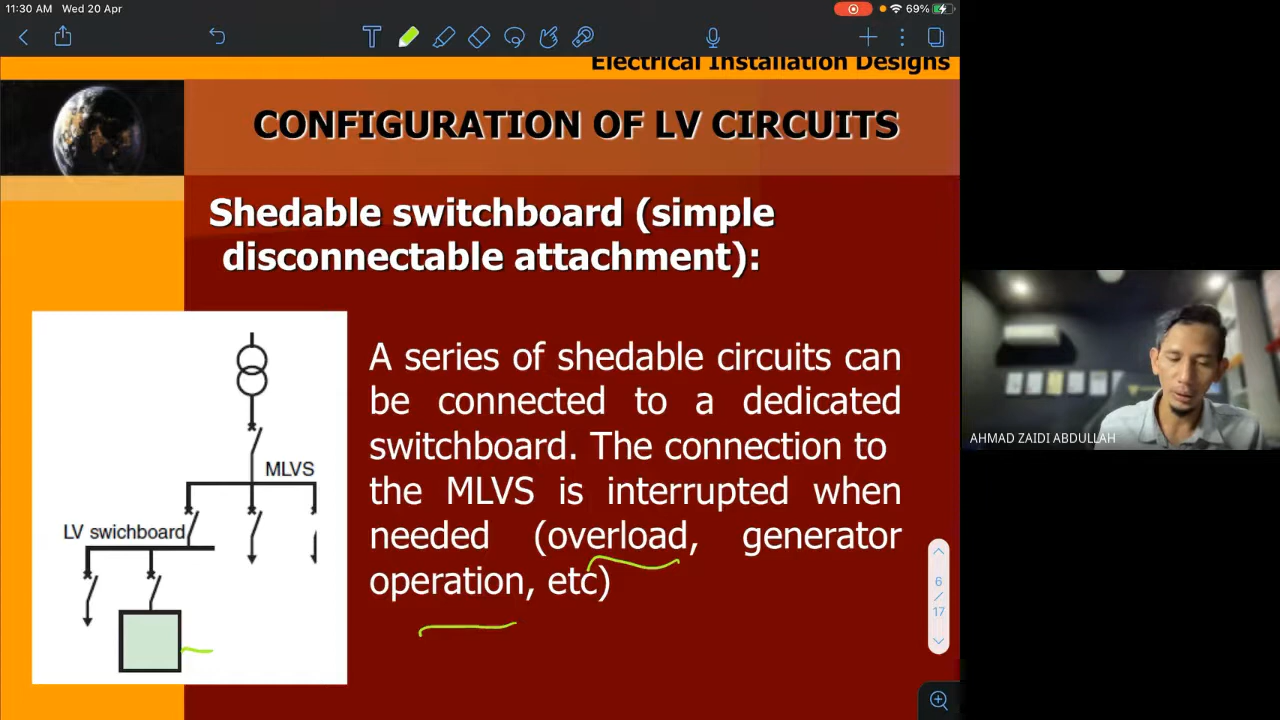 11:30 AM Wed 20 Apr
69%
T
Electrical Installation Designs
CONFIGURATION OF LV CIRCUITS
Shedable switchboard (simple
disconnectable attachment):
A series of shedable circuits can
be connected to a dedicated
switchboard. The connection to
the MLVS is interrupted when
needed (overload, generator
operation, etc)
MLVS
LV swichboard
6
/
17
AHMAD ZAIDI ABDULLAH